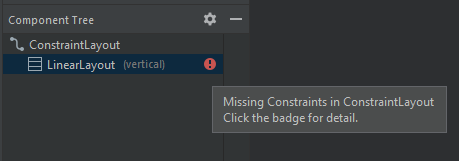 Component Tree
ConstraintLayout
LinearLayout (vertical)
Missing Constraints in ConstraintLayout
Click the badge for detail.